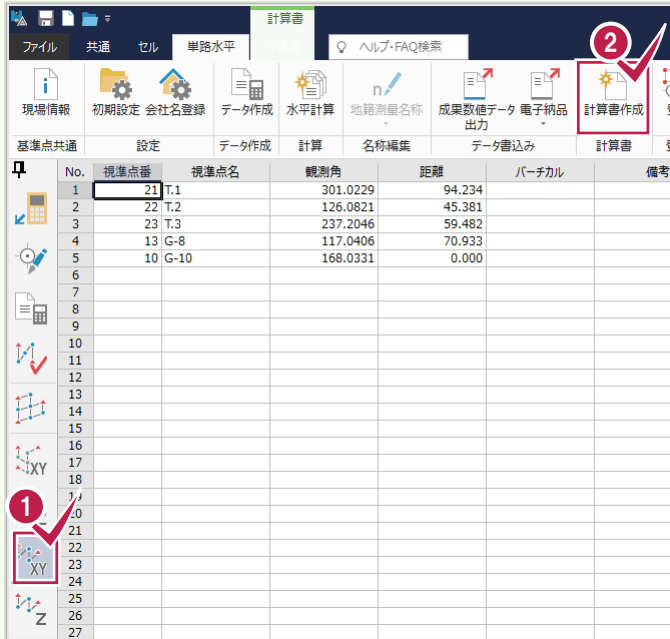 計算書
ファイル 共通 セル 単路水平 ヘルプ・FAQ検索
2
現場情報 初期設定 会社名登録 データ作成 水平計算 地籍測量名称 成果数値データ出力 電子納品 計算書作成
基準点共通 設定 データ作成 計算 名称編集 データ書込み 計算書
No. 視準点番 視準点名 観測角 距離 バーチカル 備考
1 21 T.1 301.0229 94.234
2 22 T.2 126.0821 45.381
3 23 T.3 237.2046 59.482
4 13 G-8 117.0406 70.933
5 10 G-10 168.0331 0.000
6
7
8
9
10
11
12
13
14
15
16
XY 17
18
1 19
20
21
22
XY 23
24
25
Z 26
27